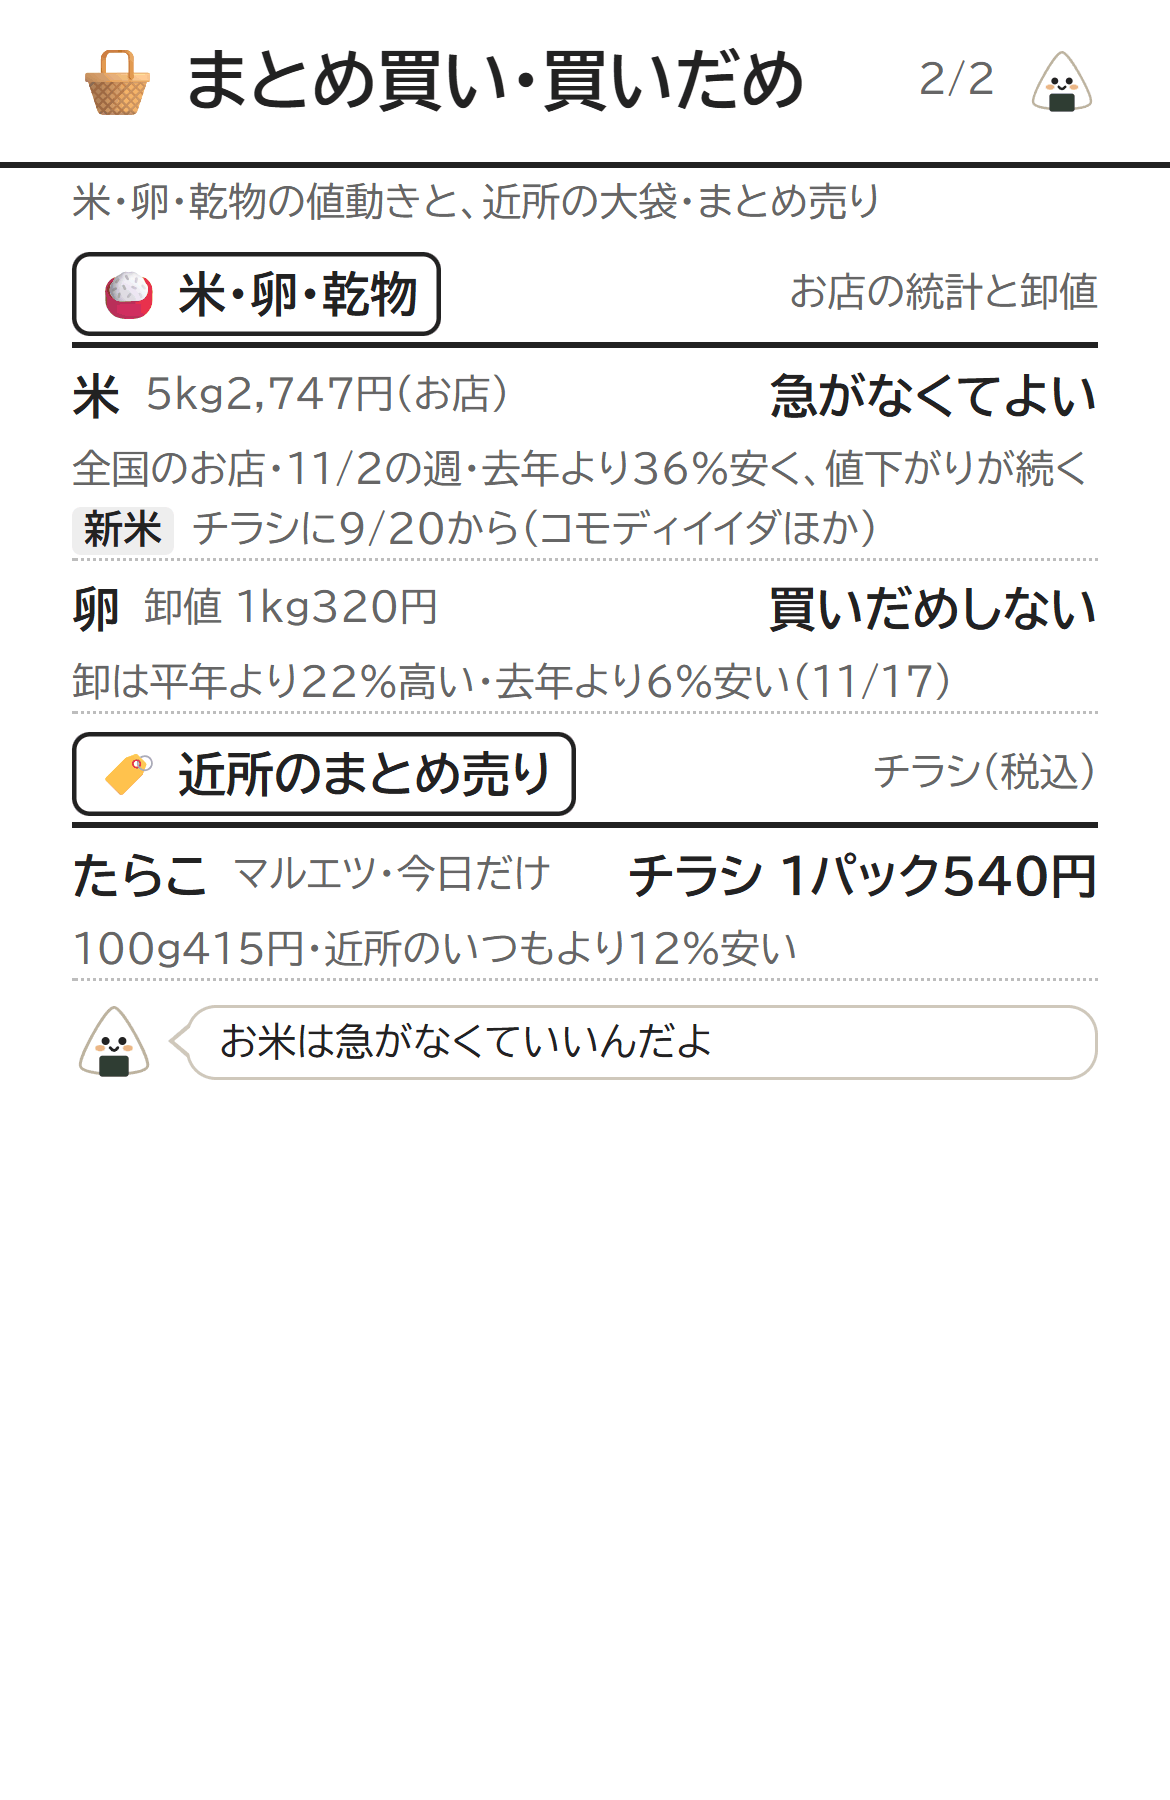 まとめ買い・買いだめ 2/2
米・卵・乾物の値動きと、近所の大袋・まとめ売り
米・卵・乾物 お店の統計と卸値
米 5kg2,747円(お店) 急がなくてよい
全国のお店・11/2の週・去年より36%安く、値下がりが続く
新米 チラシに9/20から(コモディイイダほか)
卵 卸値 1kg320円 買いだめしない
卸は平年より22%高い・去年より6%安い(11/17)
近所のまとめ売り チラシ(税込)
たらこ マルエツ・今日だけ チラシ 1パック540円
100g415円・近所のいつもより12%安い
お米は急がなくていいんだよ